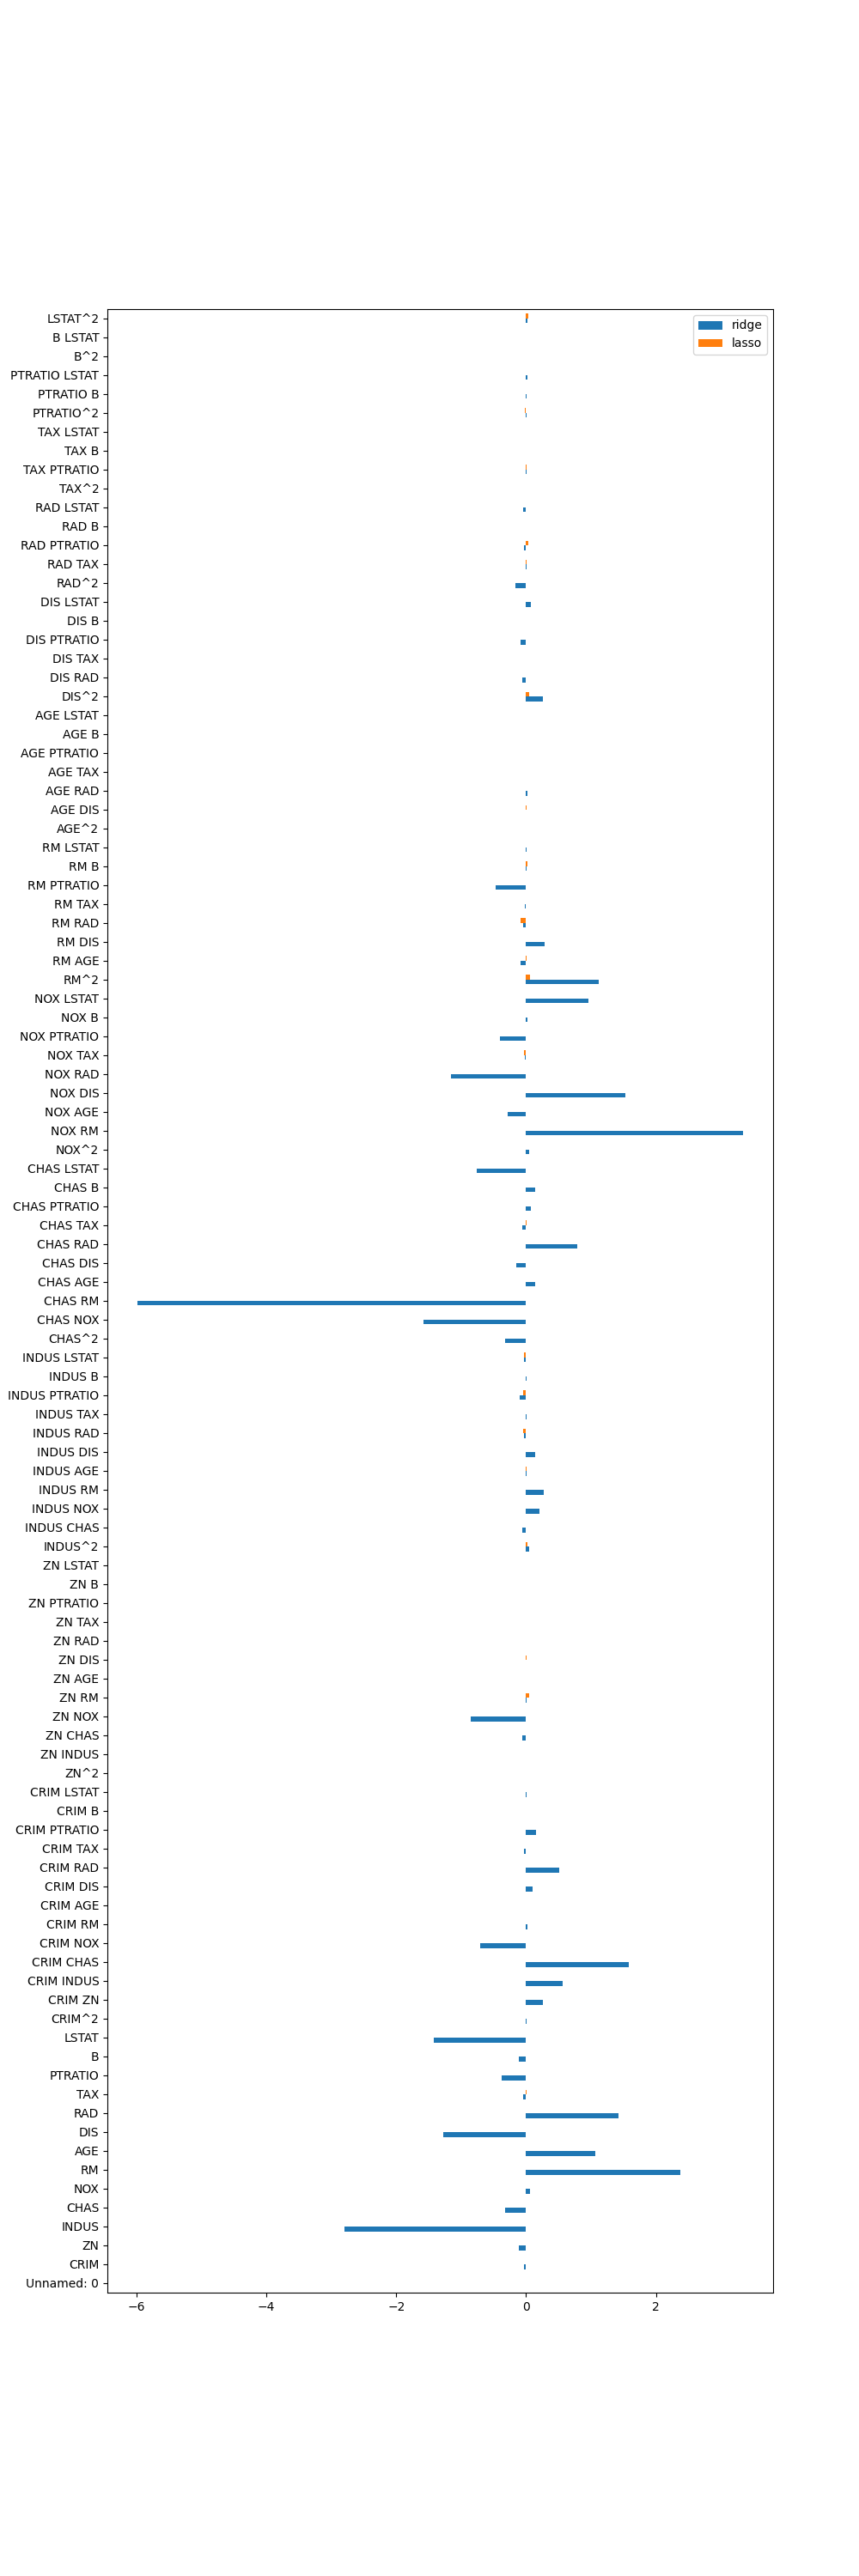 LSTAT^2
B LSTAT
B^2
PTRATIO LSTAT
PTRATIO B
PTRATIO^2
TAX LSTAT
TAX B
TAX PTRATIO
TAX^2
RAD LSTAT
RAD B
RAD PTRATIO
RAD TAX
RAD^2
DIS LSTAT
DIS B
DIS PTRATIO
DIS TAX
DIS RAD
DIS^2
AGE LSTAT
AGE B
AGE PTRATIO
AGE TAX
AGE RAD
AGE DIS
AGE^2
RM LSTAT
RM B
RM PTRATIO
RM TAX
RM RAD
RM DIS
RM AGE
RM^2
NOX LSTAT
NOX B
NOX PTRATIO
NOX TAX
NOX RAD
NOX DIS
NOX AGE
NOX RM
NOX^2
CHAS LSTAT
CHAS B
CHAS PTRATIO
CHAS TAX
CHAS RAD
CHAS DIS
CHAS AGE
CHAS RM
CHAS NOX
CHAS^2
INDUS LSTAT
INDUS B
INDUS PTRATIO
INDUS TAX
INDUS RAD
INDUS DIS
INDUS AGE
INDUS RM
INDUS NOX
INDUS CHAS
INDUS^2
ZN LSTAT
ZN B
ZN PTRATIO
ZN TAX
ZN RAD
ZN DIS
ZN AGE
ZN RM
ZN NOX
ZN CHAS
ZN INDUS
ZN^2
CRIM LSTAT
CRIM B
CRIM PTRATIO
CRIM TAX
CRIM RAD
CRIM DIS
CRIM AGE
CRIM RM
CRIM NOX
CRIM CHAS
CRIM INDUS
CRIM ZN
CRIM^2
LSTAT
B
PTRATIO
TAX
RAD
DIS
AGE
RM
NOX
CHAS
INDUS
ZN
CRIM
Unnamed: 0
−6 −4 −2 0 2
ridge
lasso